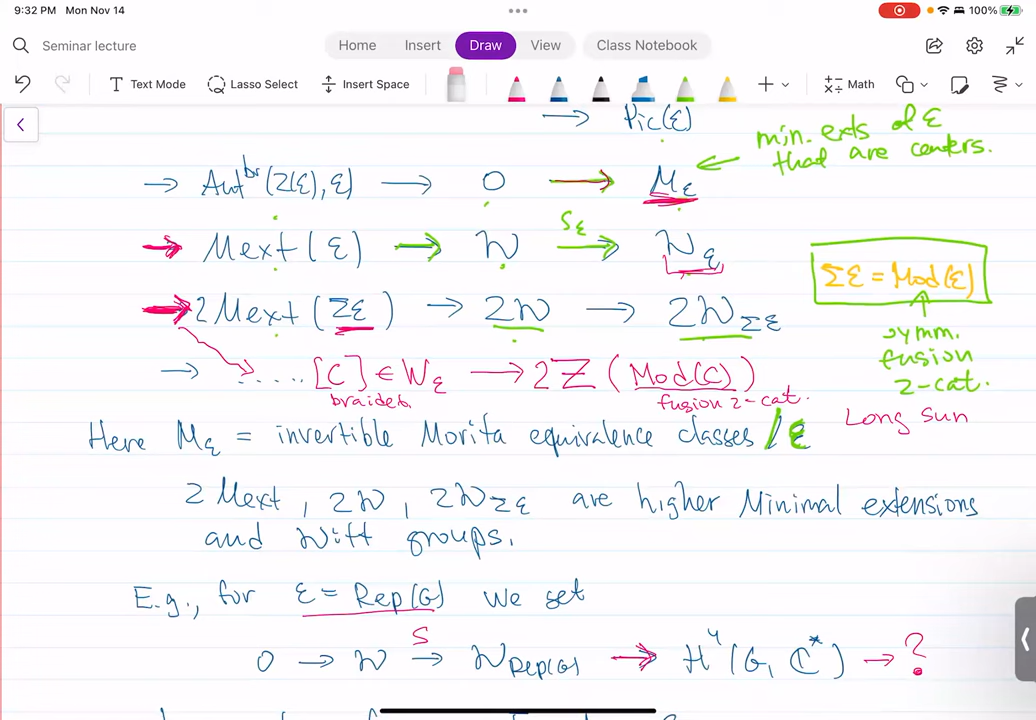 9:32 PM Mon Nov 14
100%
Seminar lecture
Home Insert Draw View Class Notebook
Text Mode Lasso Select Insert Space Math
→ Pic(ℰ)
min. exts of ℰ
that are centers.
→ Aut^br(Z(ℰ), ℰ) → 0 → M_ℰ
→ Mext(ℰ) → W S_ℰ → W_ℰ
ΣℰE = Mod(ℰ)
→ 2Mext(Σℰ) → 2W → 2W_Σℰ
symm.
fusion
2-cat.
→ ..... [C] ∈ W_ℰ → 2Z(Mod(C))
braided. fusion 2-cat.
Long sun
Here M_ℰ = invertible Morita equivalence classes / ℰ
2Mext, 2W, 2W_Σℰ are higher Minimal extensions
and Witt groups.
E.g., for ℰ = Rep(G) we set
0 → W S → W_Rep(G) → H⁴(G, ℂ*) → ?